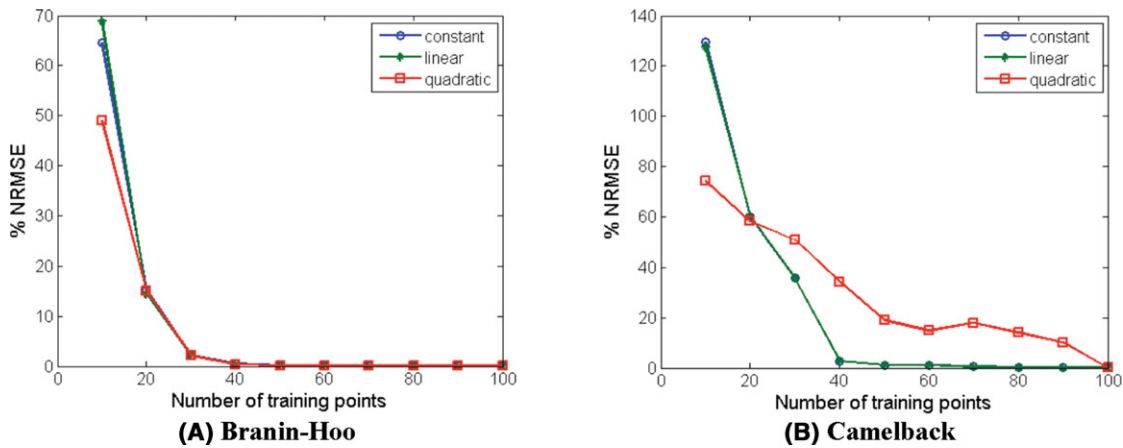 70
60
50
40
30
20
10
0
% NRMSE
0 20 40 60 80 100
Number of training points
constant
linear
quadratic
(A) Branin-Hoo
140
120
100
80
60
40
20
0
% NRMSE
0 20 40 60 80 100
Number of training points
constant
linear
quadratic
(B) Camelback